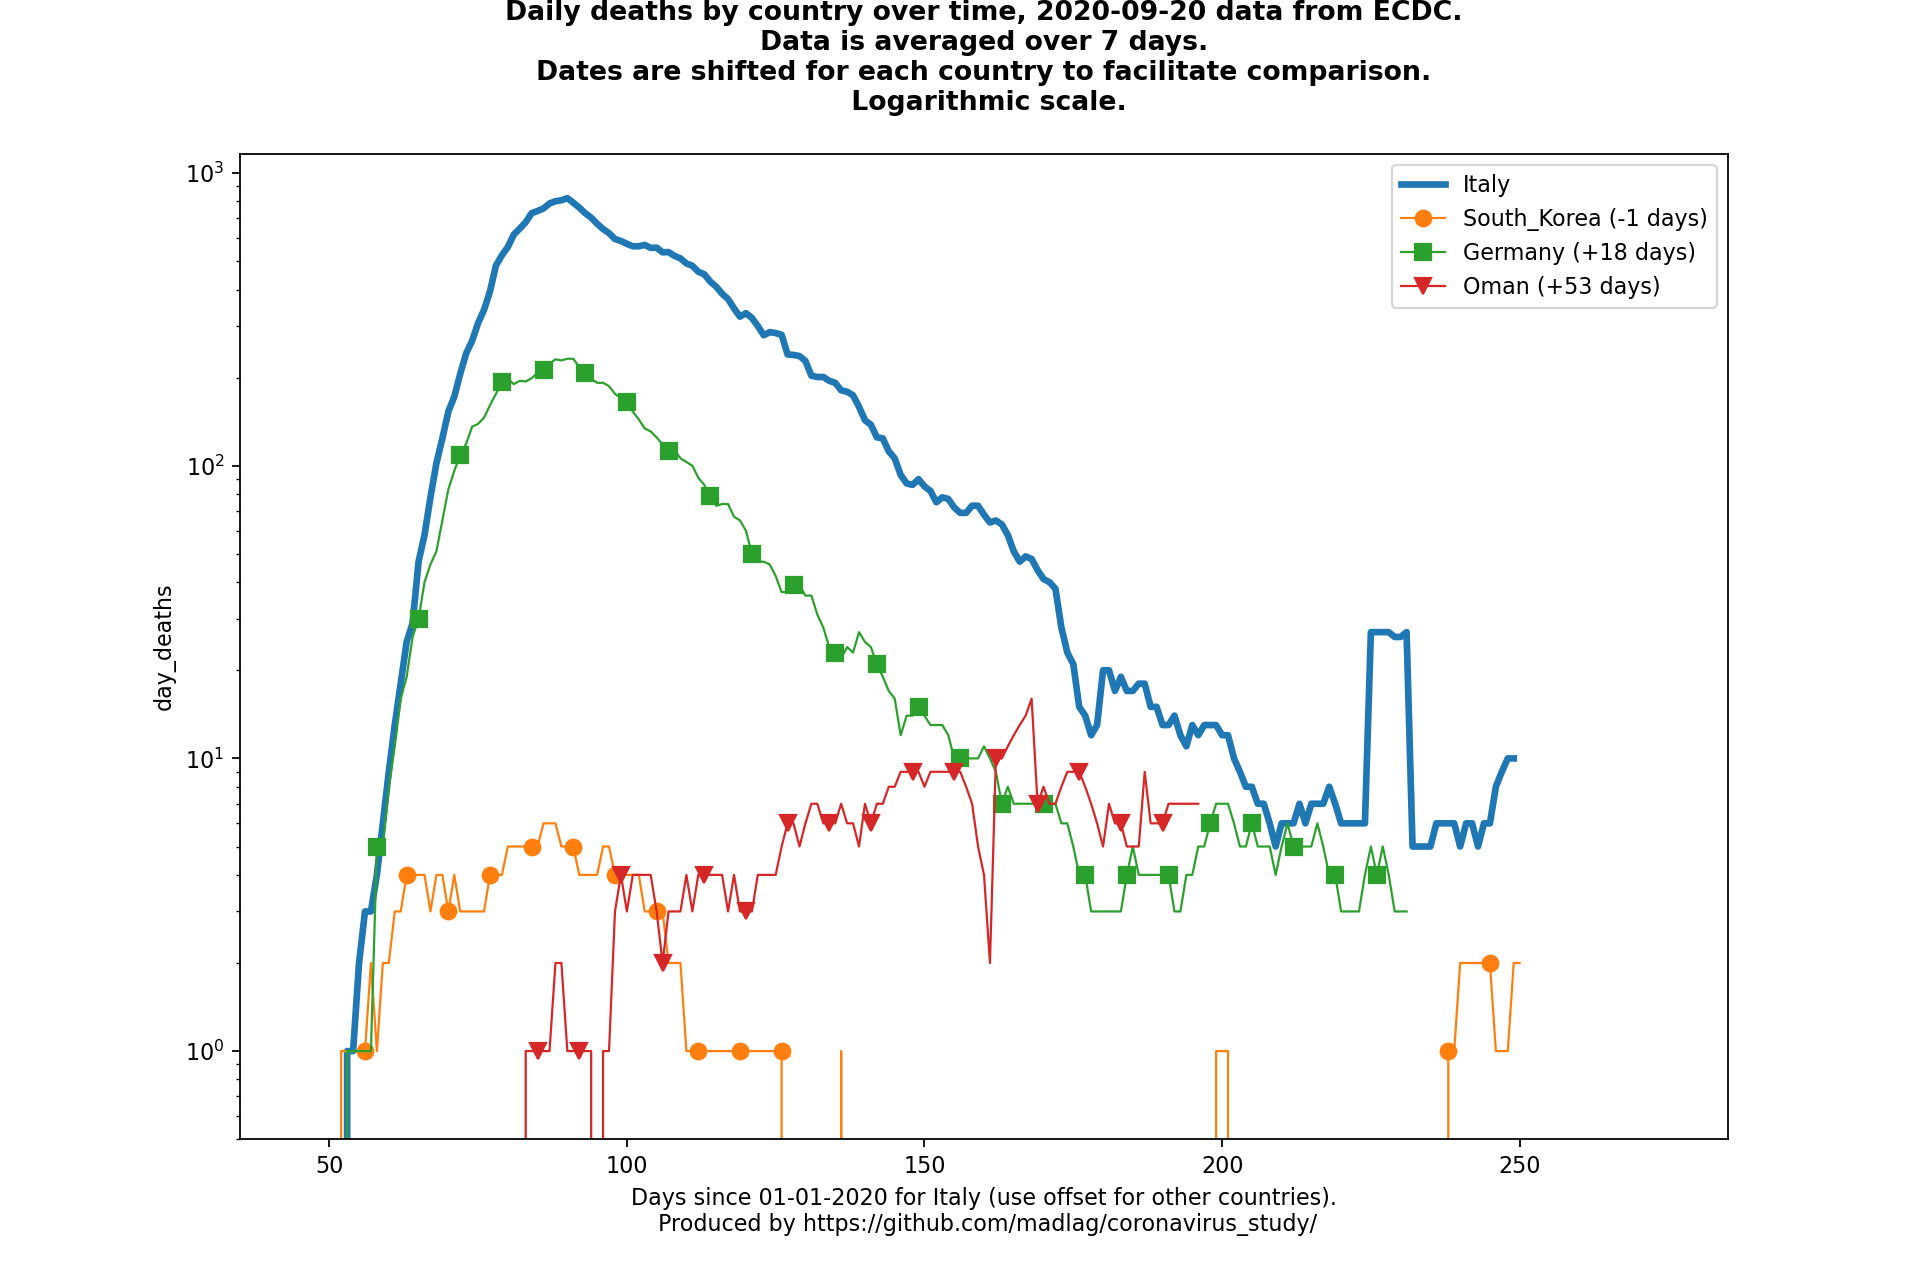 Daily deaths by country over time, 2020-09-20 data from ECDC.
Data is averaged over 7 days.
Dates are shifted for each country to facilitate comparison.
Logarithmic scale.
10³
Italy
South_Korea (-1 days)
Germany (+18 days)
Oman (+53 days)
10²
day_deaths
10¹
10⁰
50 100 150 200 250
Days since 01-01-2020 for Italy (use offset for other countries).
Produced by https://github.com/madlag/coronavirus_study/